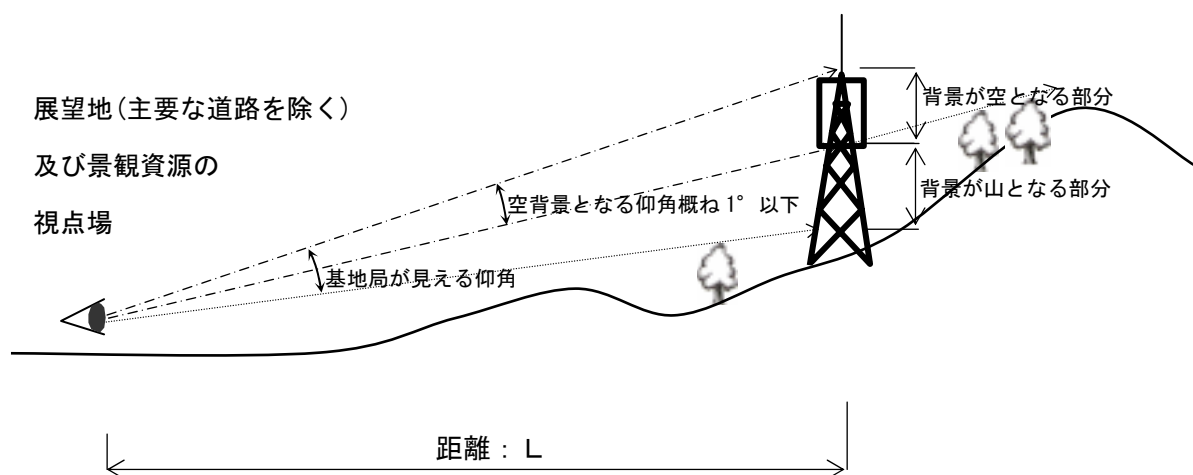 展望地(主要な道路を除く)
及び景観資源の
視点場
背景が空となる部分
背景が山となる部分
空背景となる仰角概ね1°以下
基地局が見える仰角
距離：L